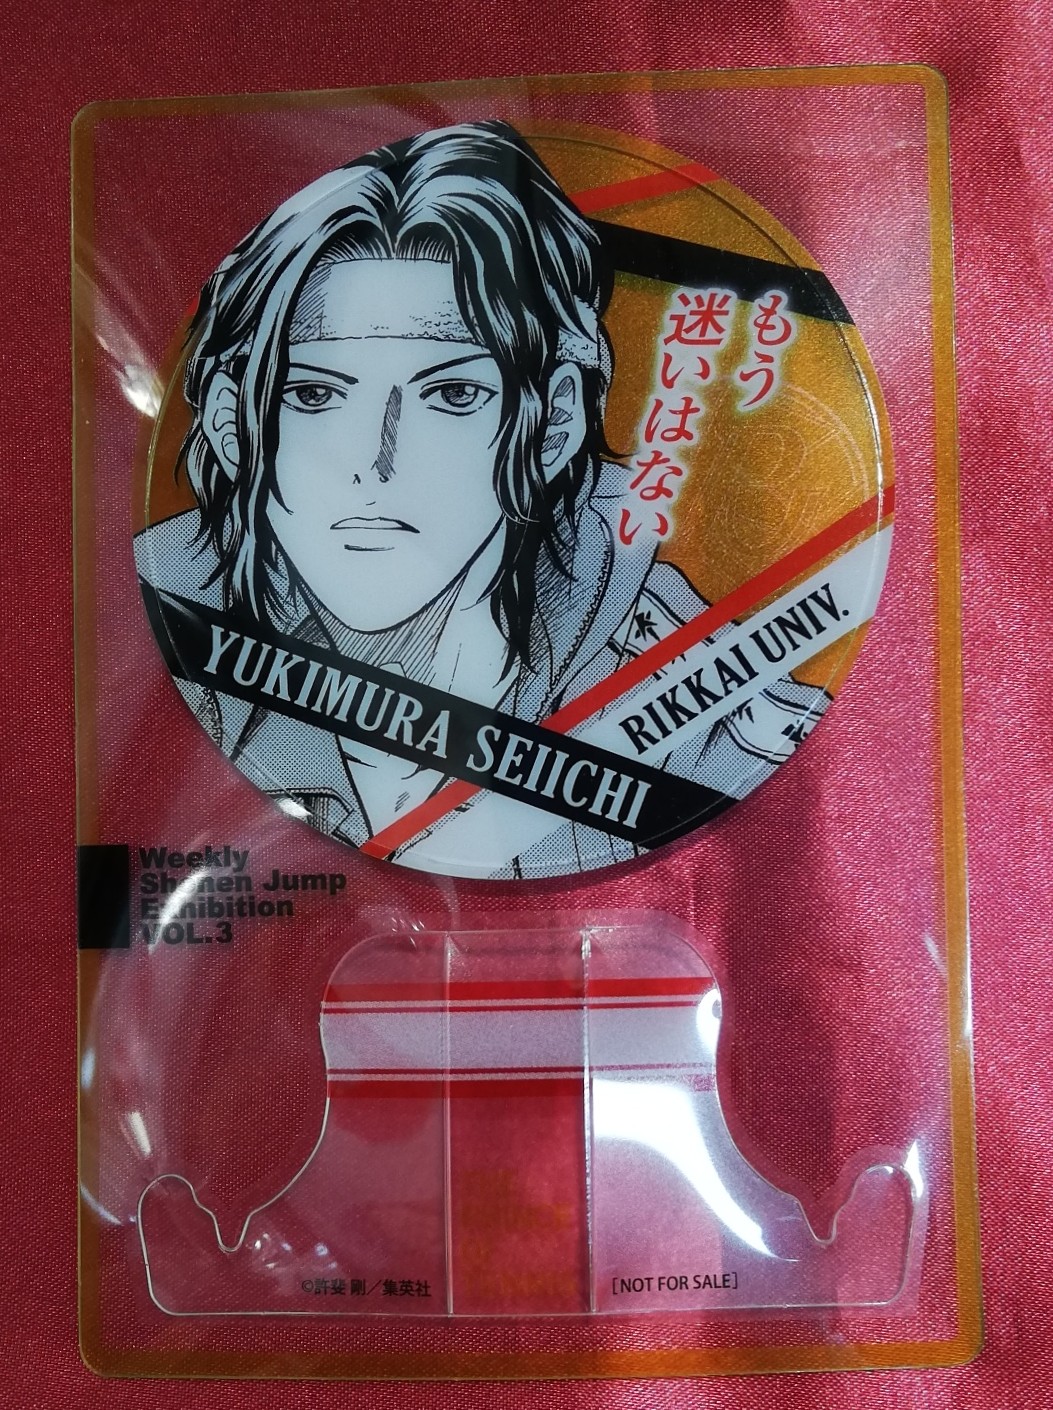 もう
迷いはない
RIKKAI UNIV.
YUKIMURA SEIICHI
Weekly
Shonen Jump
Exhibition
VOL.3
©許斐 剛／集英社
[NOT FOR SALE]